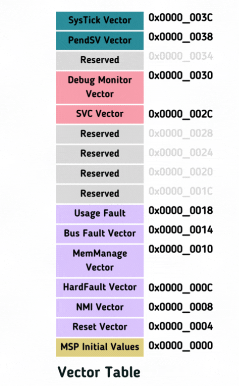 SysTick Vector 0x0000_003C
PendSV Vector 0x0000_0038
Reserved 0x0000_0034
Debug Monitor 0x0000_0030
Vector
SVC Vector 0x0000_002C
Reserved 0x0000_0028
Reserved 0x0000_0024
Reserved 0x0000_0020
Reserved 0x0000_001C
Usage Fault 0x0000_0018
Bus Fault Vector 0x0000_0014
MemManage 0x0000_0010
Vector
HardFault Vector 0x0000_000C
NMI Vector 0x0000_0008
Reset Vector 0x0000_0004
MSP Initial Values 0x0000_0000
Vector Table